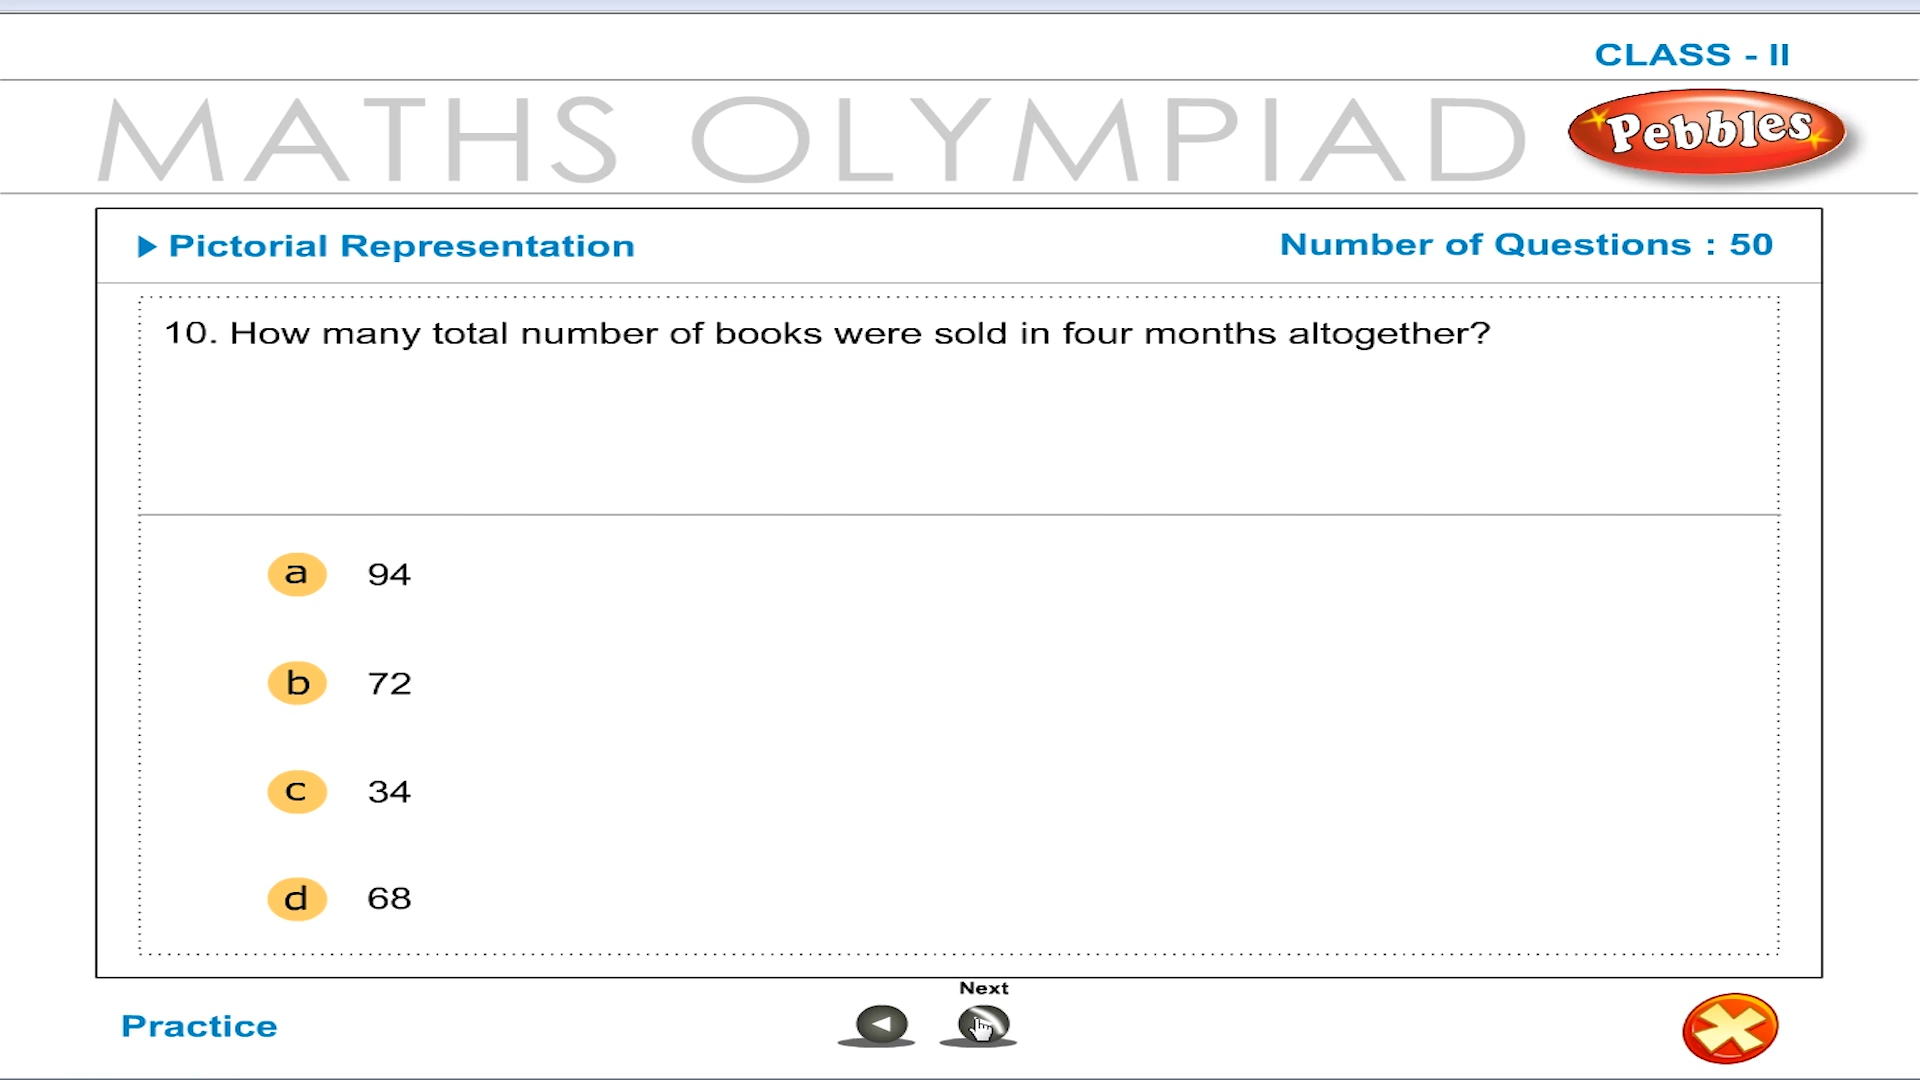 CLASS - II
MATHS OLYMPIAD
Pebbles
Pictorial Representation
Number of Questions : 50
10. How many total number of books were sold in four months altogether?
a 94
b 72
c 34
d 68
Next
Practice